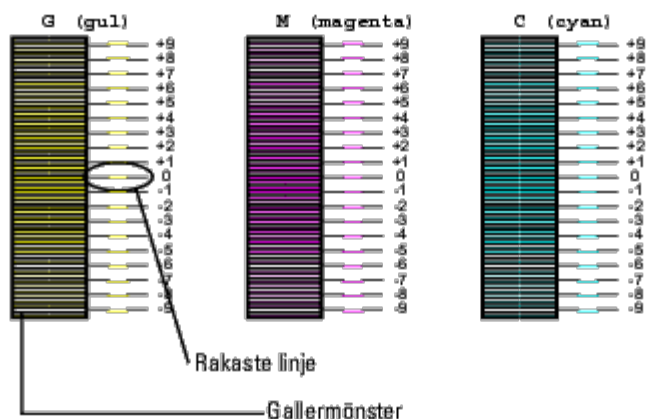 G (gul) M (magenta) C (cyan)
+9 +9 +9
+8 +8 +8
+7 +7 +7
+6 +6 +6
+5 +5 +5
+4 +4 +4
+3 +3 +3
+2 +2 +2
+1 +1 +1
0 0 0
-1 -1 -1
-2 -2 -2
-3 -3 -3
-4 -4 -4
-5 -5 -5
-6 -6 -6
-7 -7 -7
-8 -8 -8
-9 -9 -9
Rakaste linje
Gallermönster